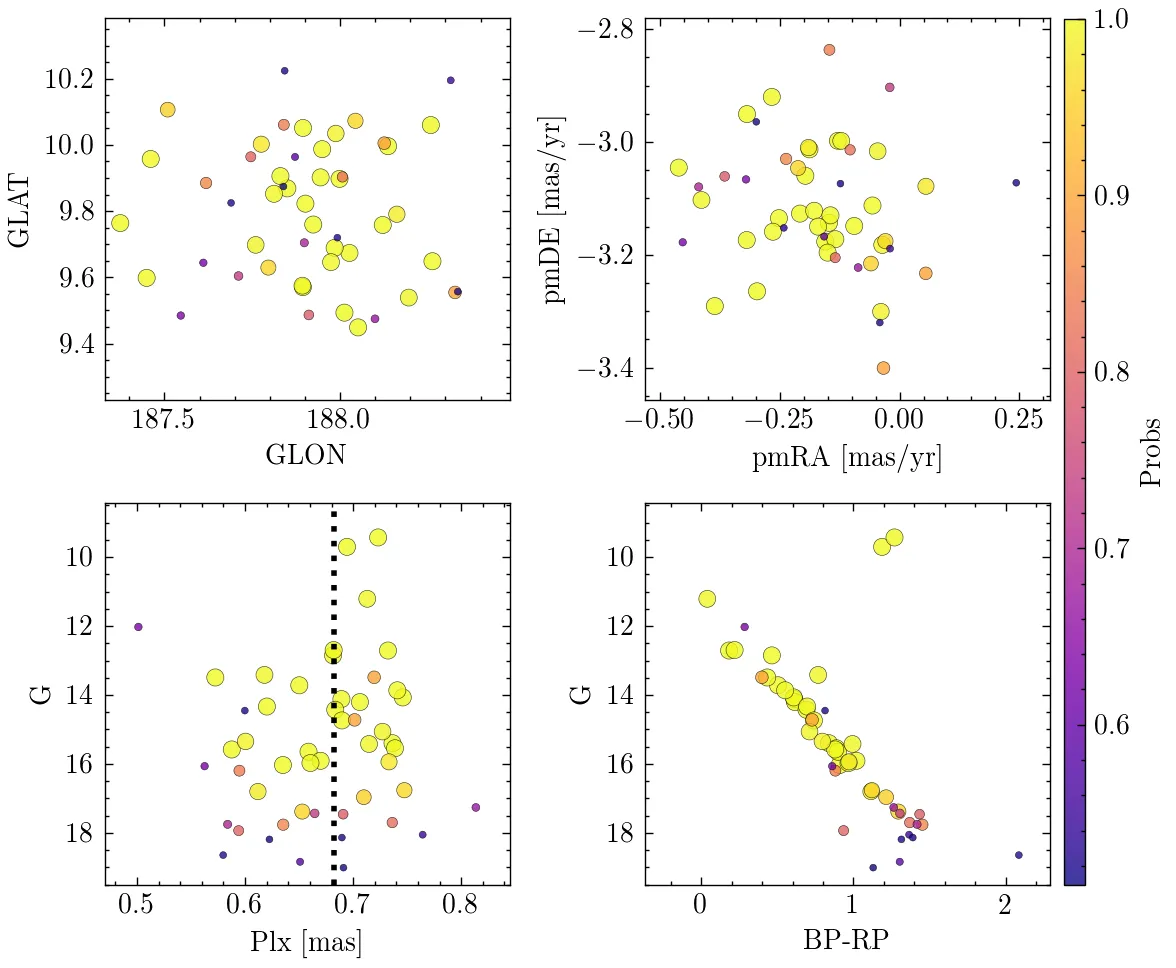 10.2
10.0
9.8
9.6
9.4
GLAT
187.5 188.0
GLON
−2.8
−3.0
−3.2
−3.4
pmDE [mas/yr]
−0.50 −0.25 0.00 0.25
pmRA [mas/yr]
10
12
14
16
18
G
0.5 0.6 0.7 0.8
Plx [mas]
10
12
14
16
18
G
0 1 2
BP-RP
1.0
0.9
0.8
0.7
0.6
Probs